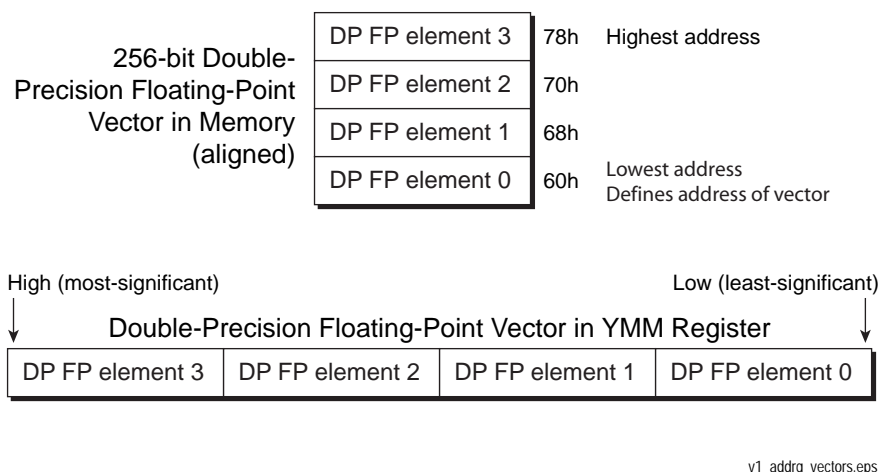 256-bit Double-
Precision Floating-Point
Vector in Memory
(aligned)
DP FP element 3 78h Highest address
DP FP element 2 70h
DP FP element 1 68h
DP FP element 0 60h Lowest address
Defines address of vector
High (most-significant) Low (least-significant)
Double-Precision Floating-Point Vector in YMM Register
DP FP element 3 DP FP element 2 DP FP element 1 DP FP element 0
v1_addrg_vectors.eps